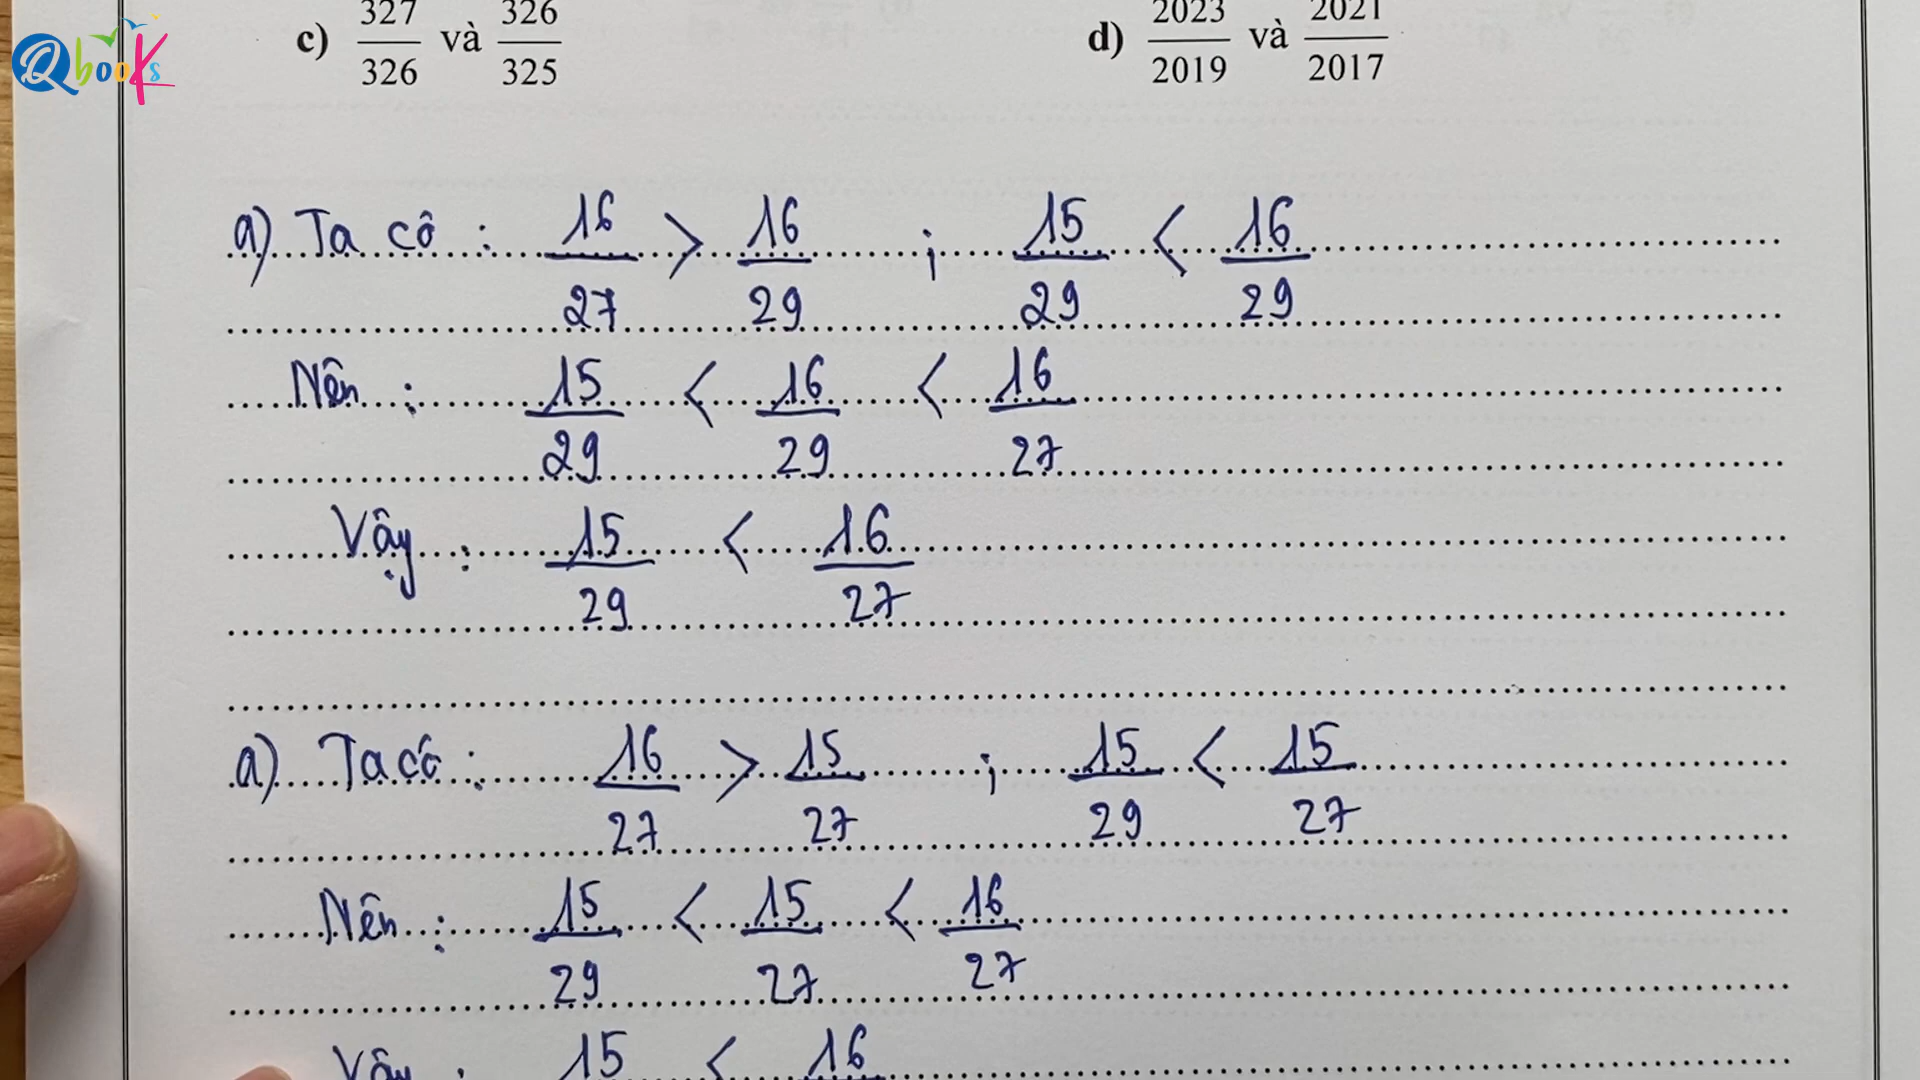 Qbooks
c) 327/326 và 326/325
d) 2023/2019 và 2021/2017
a) Ta có : 16/27 > 16/29 ; 15/29 < 16/29
Nên : 15/29 < 16/29 < 16/27
Vậy : 15/29 < 16/27
a) Ta có : 16/27 > 15/27 ; 15/29 < 15/27
Nên : 15/29 < 15/27 < 16/27
Vậy : 15 < 16